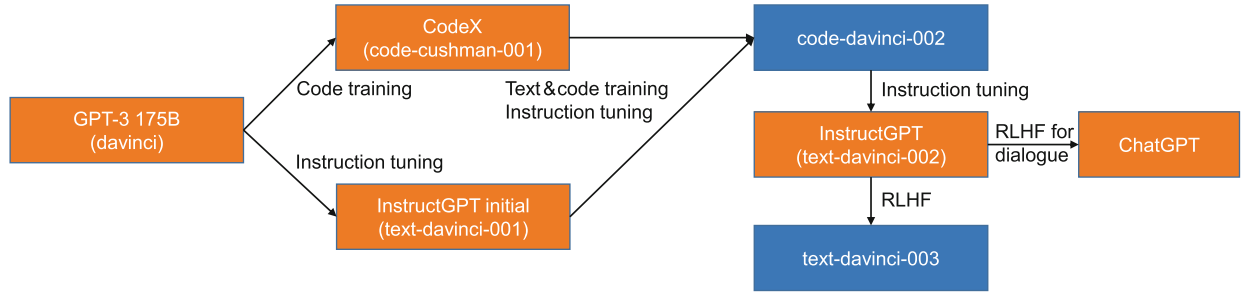 GPT-3 175B
(davinci)
Code training
Instruction tuning
CodeX
(code-cushman-001)
InstructGPT initial
(text-davinci-001)
Text&code training
Instruction tuning
code-davinci-002
Instruction tuning
InstructGPT
(text-davinci-002)
RLHF for
dialogue
ChatGPT
RLHF
text-davinci-003